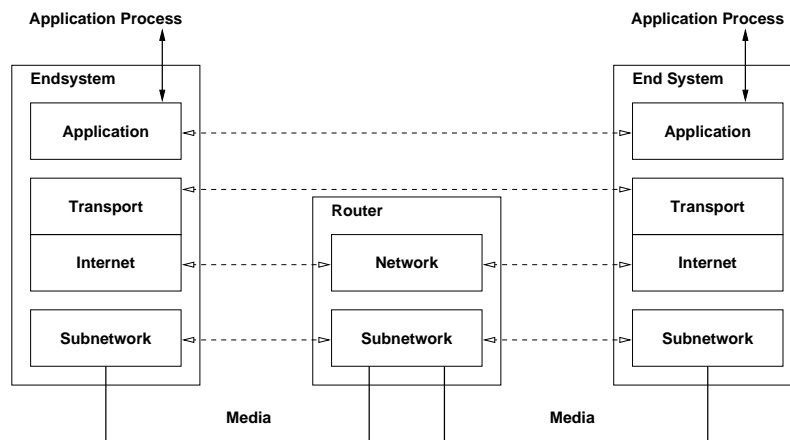 Application Process
Application Process
Endsystem
End System
Application
Application
Transport
Transport
Router
Internet
Network
Internet
Subnetwork
Subnetwork
Subnetwork
Media
Media